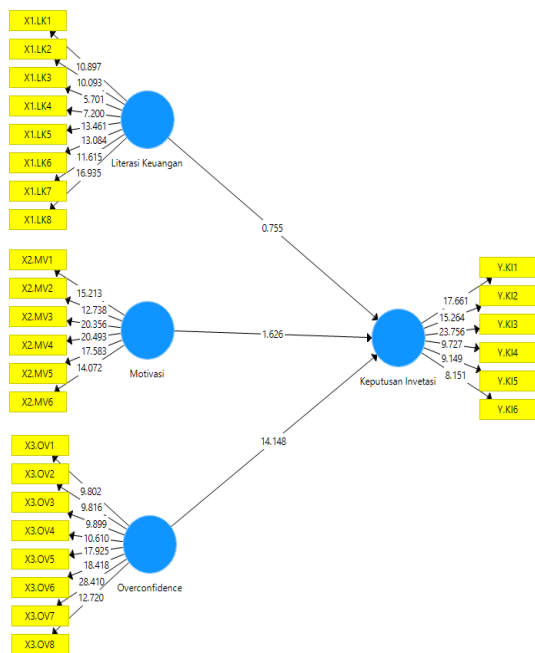 X1.LK1
X1.LK2
X1.LK3
X1.LK4
X1.LK5
X1.LK6
X1.LK7
X1.LK8
10.897
10.093
5.701
7.200
13.461
13.084
11.615
16.935
Literasi Keuangan
0.755
X2.MV1
X2.MV2
X2.MV3
X2.MV4
X2.MV5
X2.MV6
15.213
12.738
20.356
20.493
17.583
14.072
Motivasi
1.626
X3.OV1
X3.OV2
X3.OV3
X3.OV4
X3.OV5
X3.OV6
X3.OV7
X3.OV8
9.802
9.816
9.899
10.610
17.925
18.418
28.410
12.720
Overconfidence
14.148
Keputusan Invetasi
17.661
15.264
23.756
9.727
9.149
8.151
Y.KI1
Y.KI2
Y.KI3
Y.KI4
Y.KI5
Y.KI6